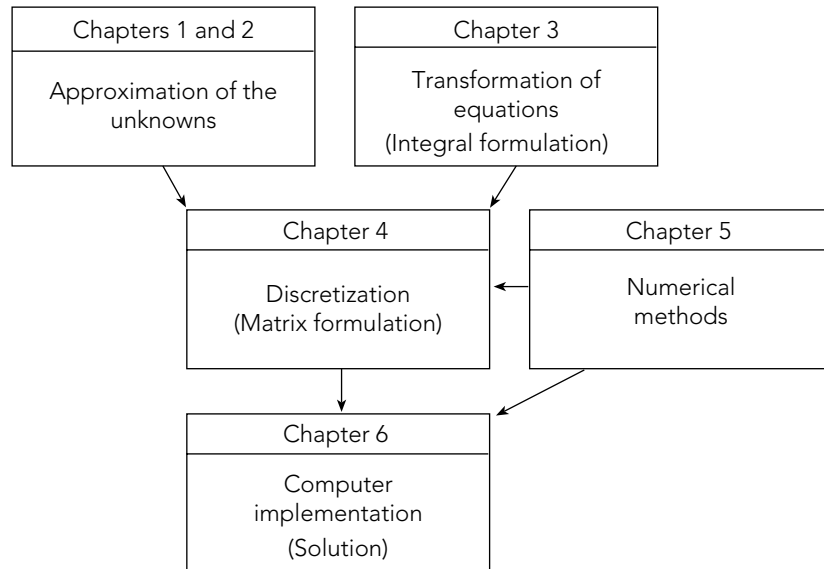 Chapters 1 and 2
Approximation of the
unknowns
Chapter 3
Transformation of
equations
(Integral formulation)
Chapter 4
Discretization
(Matrix formulation)
Chapter 5
Numerical
methods
Chapter 6
Computer
implementation
(Solution)